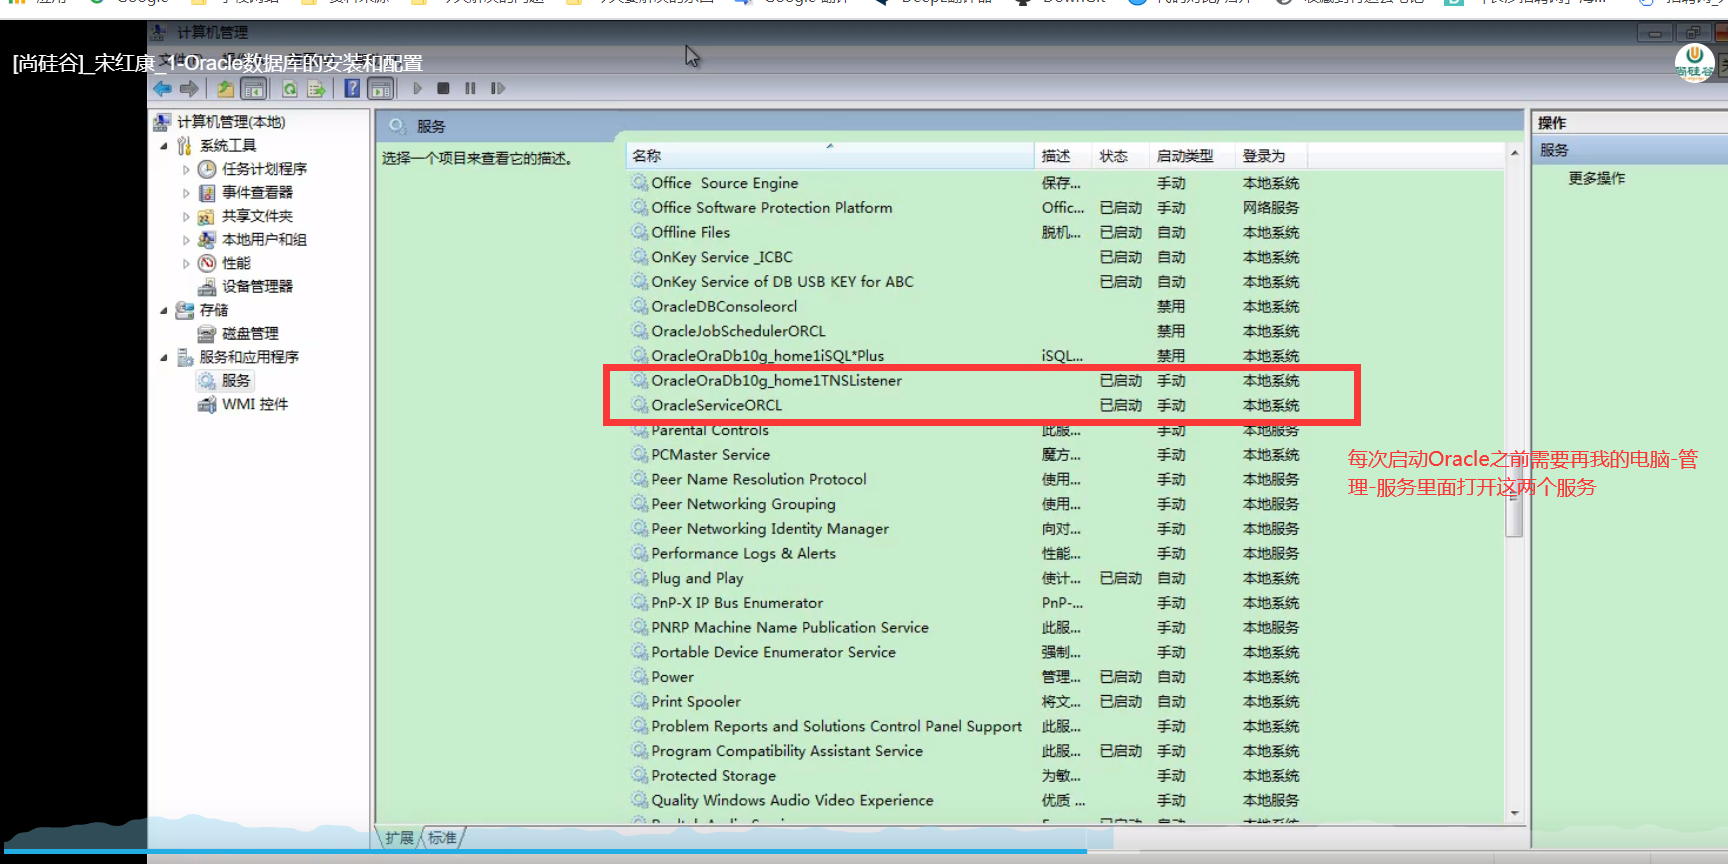 Google
Google 翻译
计算机管理
[尚硅谷]_宋红康_1-Oracle数据库的安装和配置
尚硅谷
计算机管理(本地)
系统工具
任务计划程序
事件查看器
共享文件夹
本地用户和组
性能
设备管理器
存储
磁盘管理
服务和应用程序
服务
WMI 控件
服务
选择一个项目来查看它的描述。
名称 描述 状态 启动类型 登录为
Office Source Engine 保存... 手动 本地系统
Office Software Protection Platform Offic... 已启动 手动 网络服务
Offline Files 脱机... 已启动 自动 本地系统
OnKey Service _ICBC 已启动 自动 本地系统
OnKey Service of DB USB KEY for ABC 已启动 自动 本地系统
OracleDBConsoleorcl 禁用 本地系统
OracleJobSchedulerORCL 禁用 本地系统
OracleOraDb10g_home1iSQL*Plus iSQL... 禁用 本地系统
OracleOraDb10g_home1TNSListener 已启动 手动 本地系统
OracleServiceORCL 已启动 手动 本地系统
Parental Controls 此服... 手动 本地服务
PCMaster Service 魔方... 手动 本地系统
Peer Name Resolution Protocol 使用... 手动 本地服务
Peer Networking Grouping 使用... 手动 本地服务
Peer Networking Identity Manager 向对... 手动 本地服务
Performance Logs & Alerts 性能... 手动 本地服务
Plug and Play 使计... 已启动 自动 本地系统
PnP-X IP Bus Enumerator PnP-... 手动 本地系统
PNRP Machine Name Publication Service 此服... 手动 本地服务
Portable Device Enumerator Service 强制... 手动 本地系统
Power 管理... 已启动 自动 本地系统
Print Spooler 将文... 已启动 自动 本地系统
Problem Reports and Solutions Control Panel Support 此服... 手动 本地系统
Program Compatibility Assistant Service 此服... 已启动 手动 本地系统
Protected Storage 为敏... 手动 本地系统
Quality Windows Audio Video Experience 优质 ... 手动 本地服务
扩展 标准
操作
服务
更多操作
每次启动Oracle之前需要再我的电脑-管
理-服务里面打开这两个服务